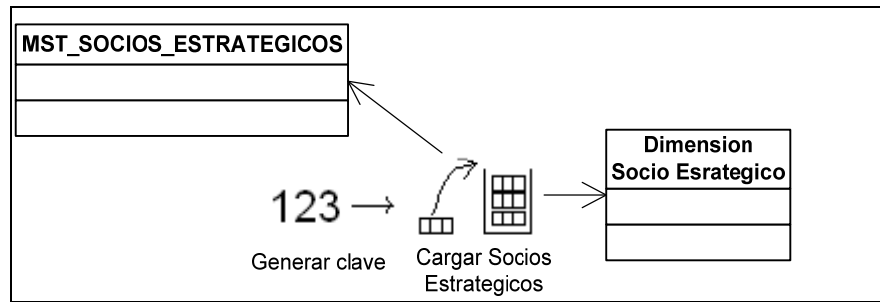 MST_SOCIOS_ESTRATEGICOS
Dimension
Socio Esrategico
123
Generar clave
Cargar Socios
Estrategicos